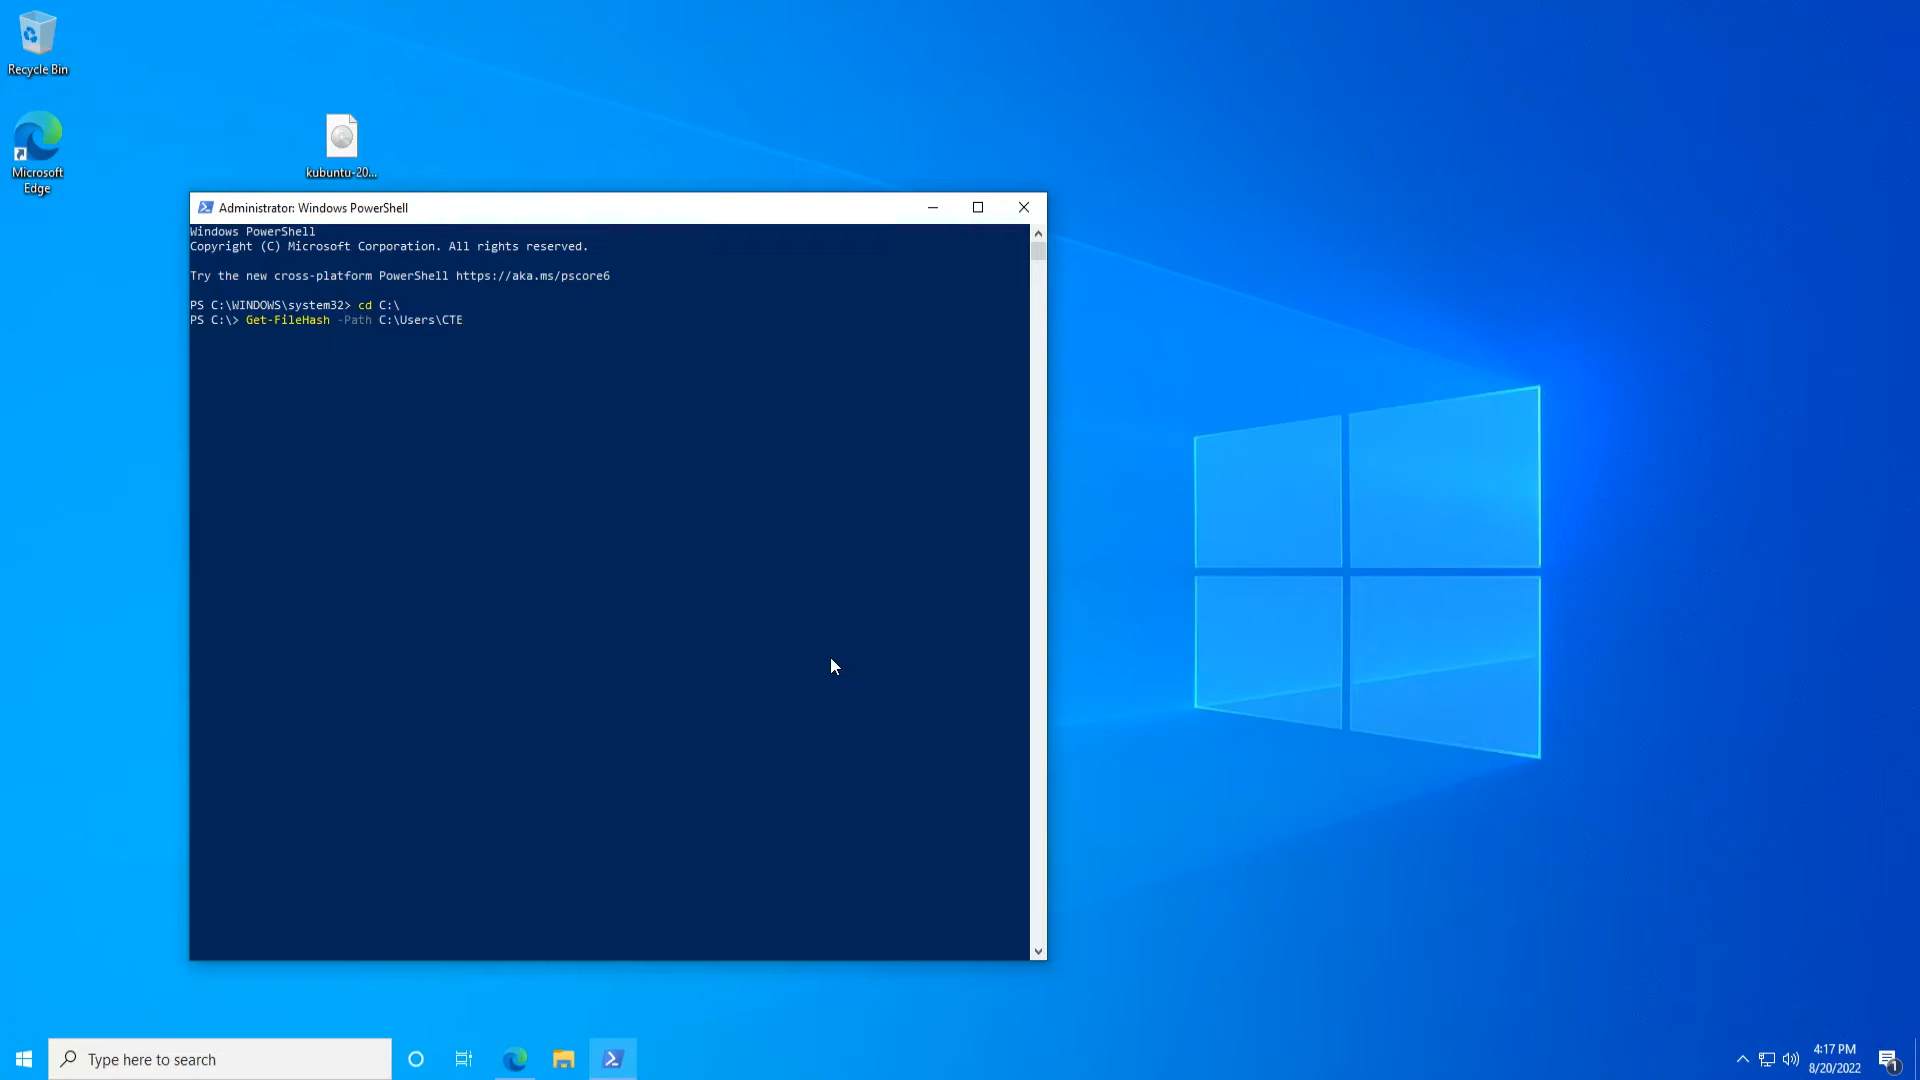 Recycle Bin
Microsoft
Edge
kubuntu-20...
Administrator: Windows PowerShell
Windows PowerShell
Copyright (C) Microsoft Corporation. All rights reserved.
Try the new cross-platform PowerShell https://aka.ms/pscore6
PS C:\WINDOWS\system32> cd C:\
PS C:\> Get-FileHash -Path C:\Users\CTE
Type here to search
4:17 PM
8/20/2022
1